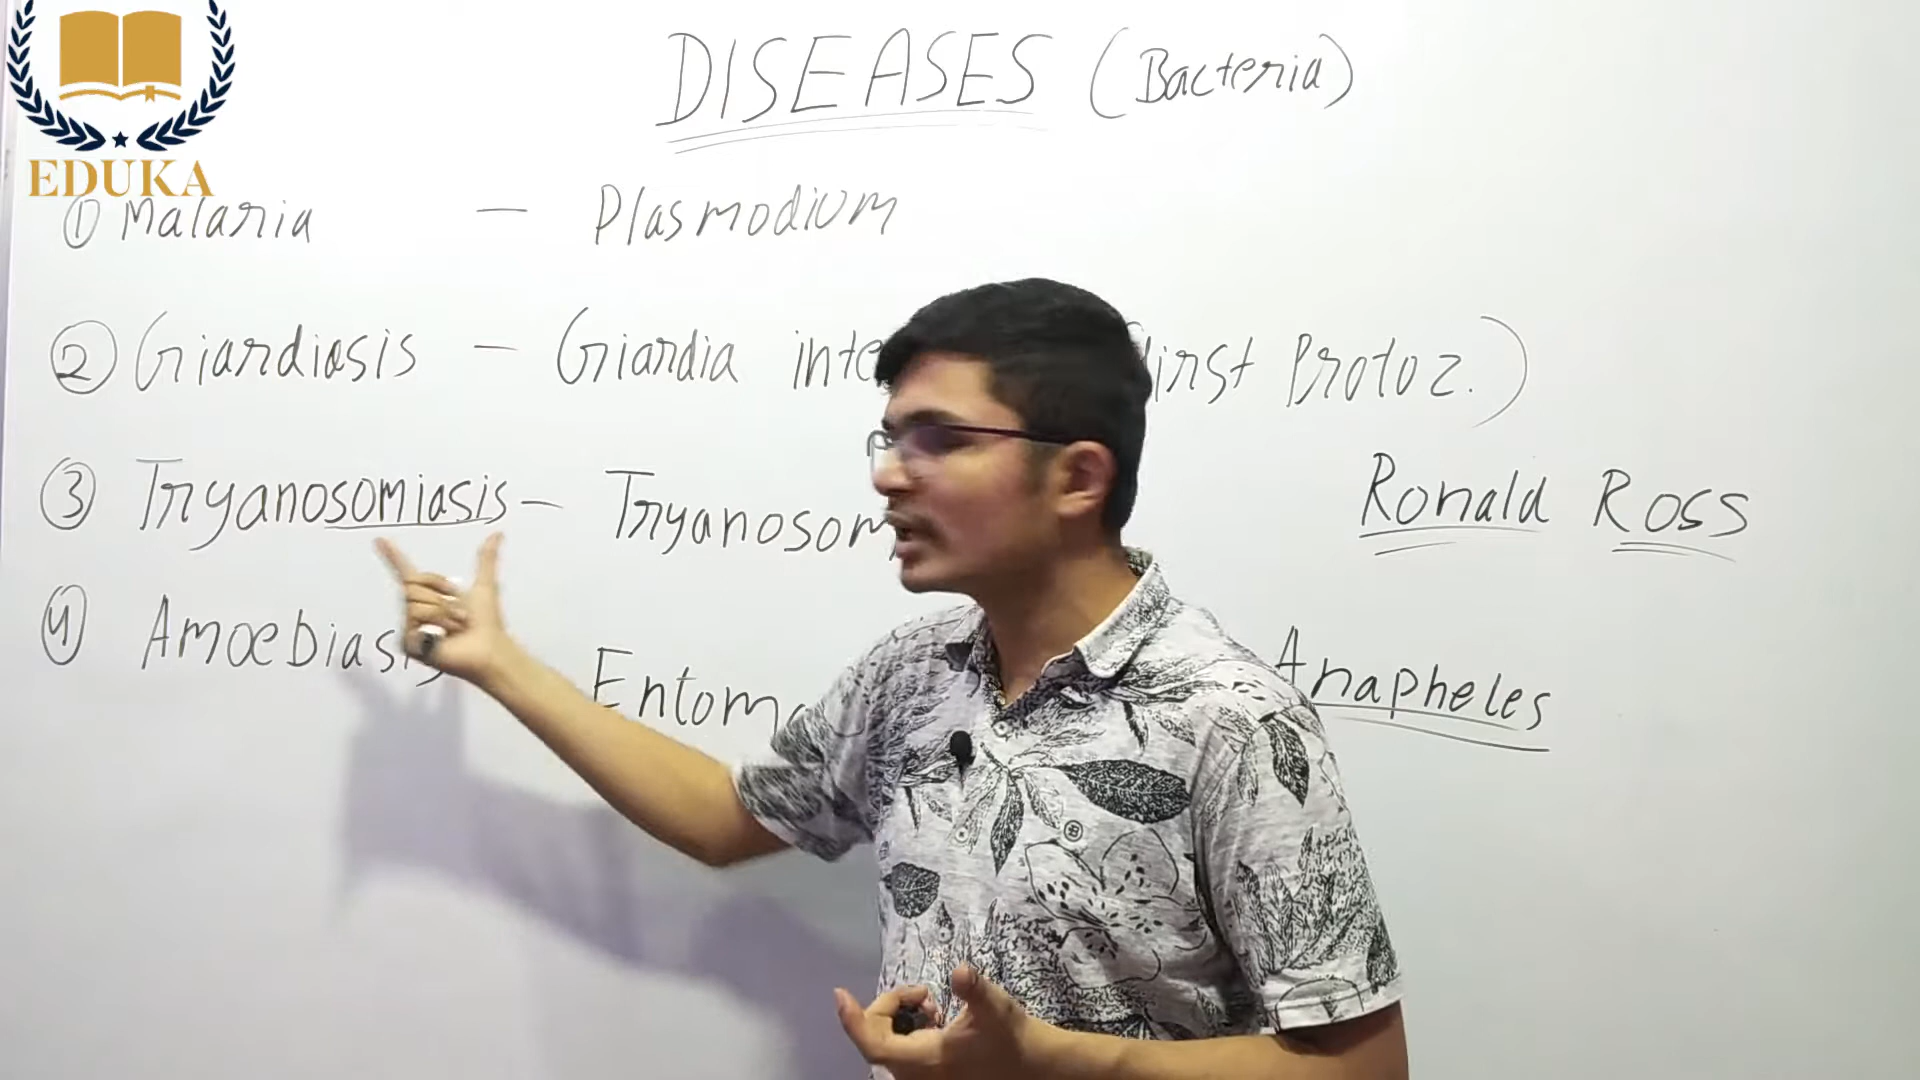 EDUKA
DISEASES (Bacteria)
① Malaria — Plasmodium
② Giardiasis — Giardia inte irst Protoz.)
③ Tryanosomiasis — Tryanosom
Ronald Ross
④ Amoebiasis Entom
Anapheles